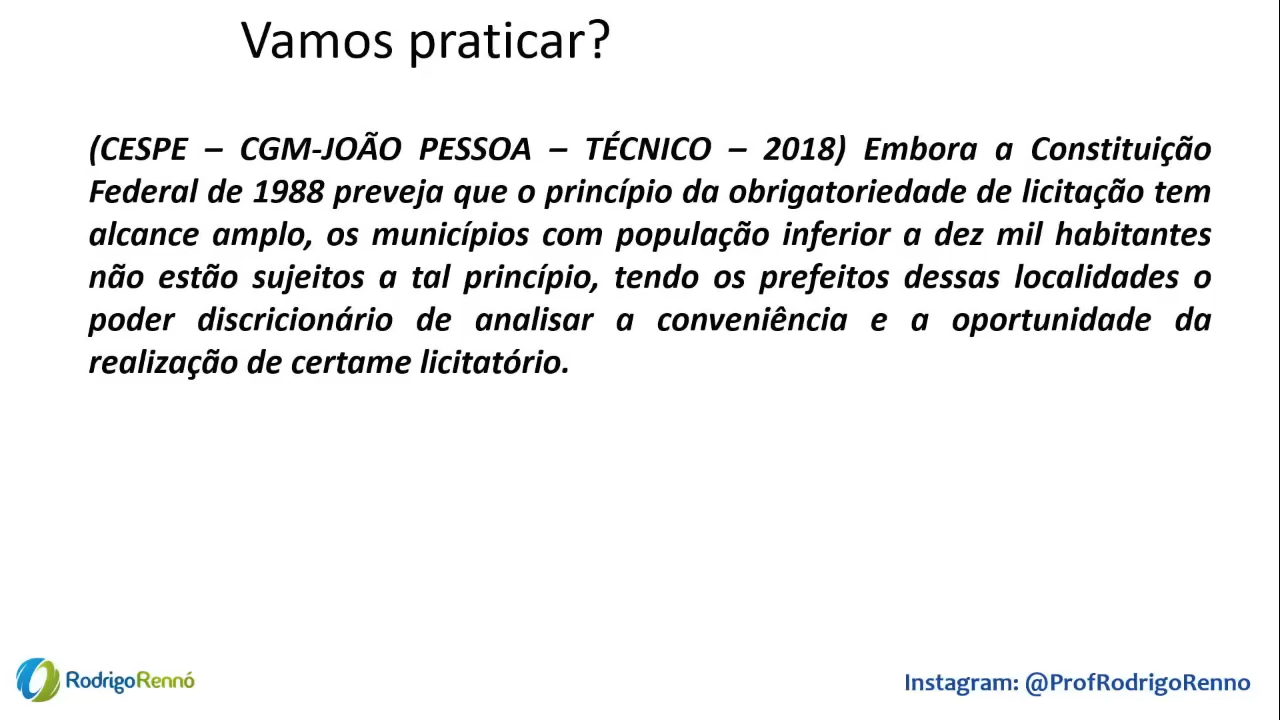 Vamos praticar?
(CESPE – CGM-JOÃO PESSOA – TÉCNICO – 2018) Embora a Constituição
Federal de 1988 preveja que o princípio da obrigatoriedade de licitação tem
alcance amplo, os municípios com população inferior a dez mil habitantes
não estão sujeitos a tal princípio, tendo os prefeitos dessas localidades o
poder discricionário de analisar a conveniência e a oportunidade da
realização de certame licitatório.
RodrigoRennó
Instagram: @ProfRodrigoRenno